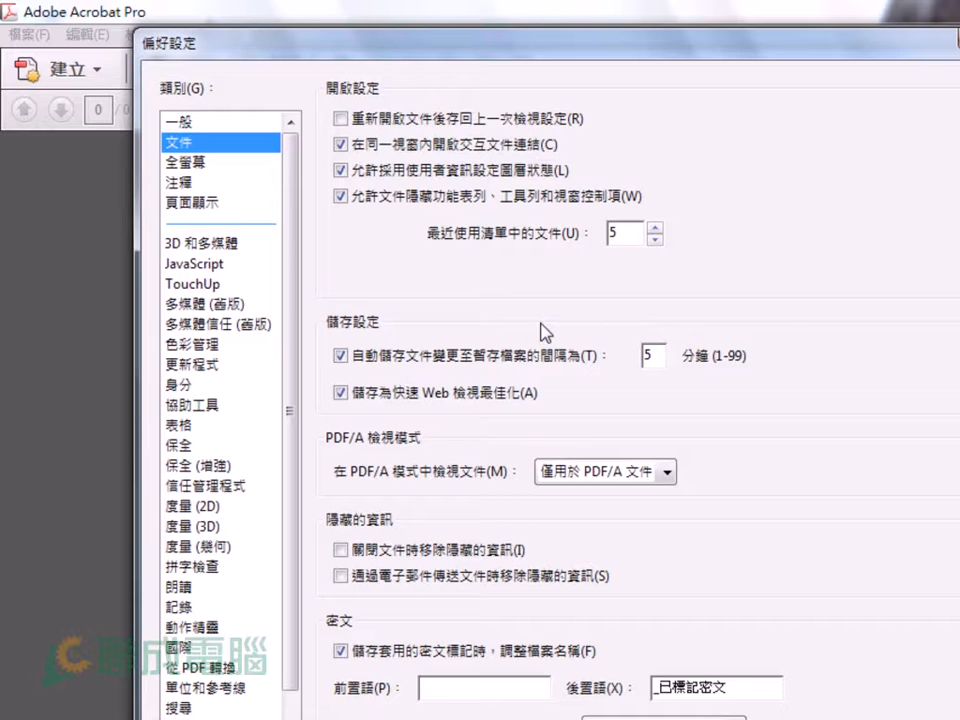 Adobe Acrobat Pro
檔案(F) 編輯(E)
偏好設定
建立
0 / 0
類別(G)：
一般
文件
全螢幕
注釋
頁面顯示
3D 和多媒體
JavaScript
TouchUp
多媒體 (舊版)
多媒體信任 (舊版)
色彩管理
更新程式
身分
協助工具
表格
保全
保全 (增強)
信任管理程式
度量 (2D)
度量 (3D)
度量 (幾何)
拼字檢查
朗讀
記錄
動作精靈
國際
從 PDF 轉換
單位和參考線
搜尋
開啟設定
重新開啟文件後存回上一次檢視設定(R)
在同一視窗內開啟交互文件連結(C)
允許採用使用者資訊設定圖層狀態(L)
允許文件隱藏功能表列、工具列和視窗控制項(W)
最近使用清單中的文件(U)： 5
儲存設定
自動儲存文件變更至暫存檔案的間隔為(T)： 5 分鐘 (1-99)
儲存為快速 Web 檢視最佳化(A)
PDF/A 檢視模式
在 PDF/A 模式中檢視文件(M)： 僅用於 PDF/A 文件
隱藏的資訊
關閉文件時移除隱藏的資訊(I)
通過電子郵件傳送文件時移除隱藏的資訊(S)
密文
儲存套用的密文標記時，調整檔案名稱(F)
前置語(P)： 後置語(X)： _已標記密文
聯成電腦